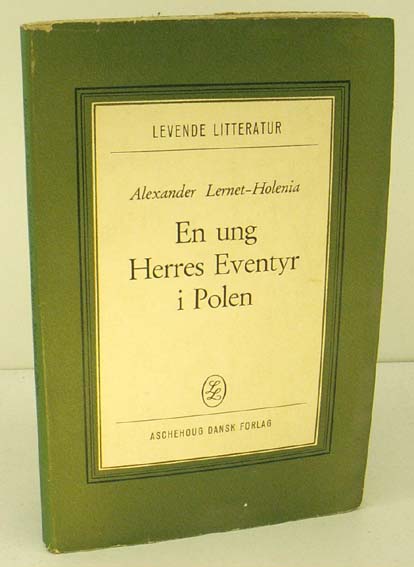 LEVENDE LITTERATUR
Alexander Lernet-Holenia
En ung
Herres Eventyr
i Polen
LL
ASCHEHOUG DANSK FORLAG